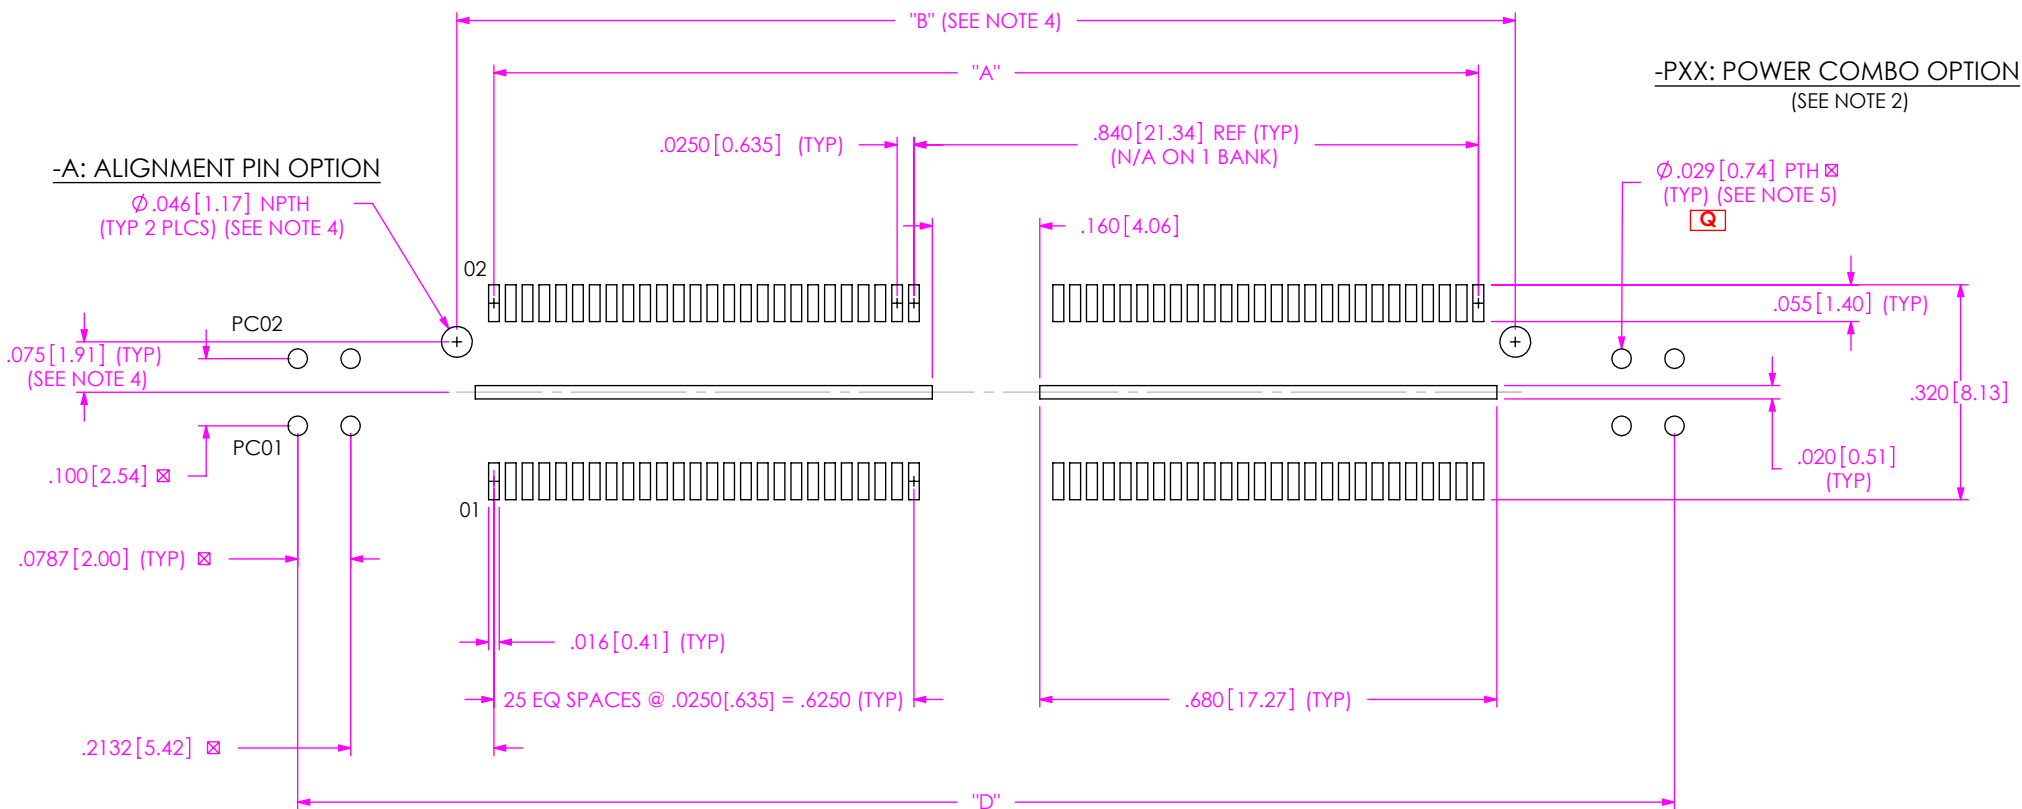 "B" (SEE NOTE 4)
"A"
-PXX: POWER COMBO OPTION
(SEE NOTE 2)
.0250[0.635] (TYP)
.840[21.34] REF (TYP)
(N/A ON 1 BANK)
-A: ALIGNMENT PIN OPTION
Ø.046[1.17] NPTH
(TYP 2 PLCS) (SEE NOTE 4)
Ø.029[0.74] PTH ⊠
(TYP) (SEE NOTE 5)
Q
.160[4.06]
02
.055[1.40] (TYP)
PC02
.075[1.91] (TYP)
(SEE NOTE 4)
.320[8.13]
PC01
.100[2.54] ⊠
.020[0.51]
(TYP)
01
.0787[2.00] (TYP) ⊠
.016[0.41] (TYP)
25 EQ SPACES @ .0250[.635] = .6250 (TYP)
.680[17.27] (TYP)
.2132[5.42] ⊠
"D"